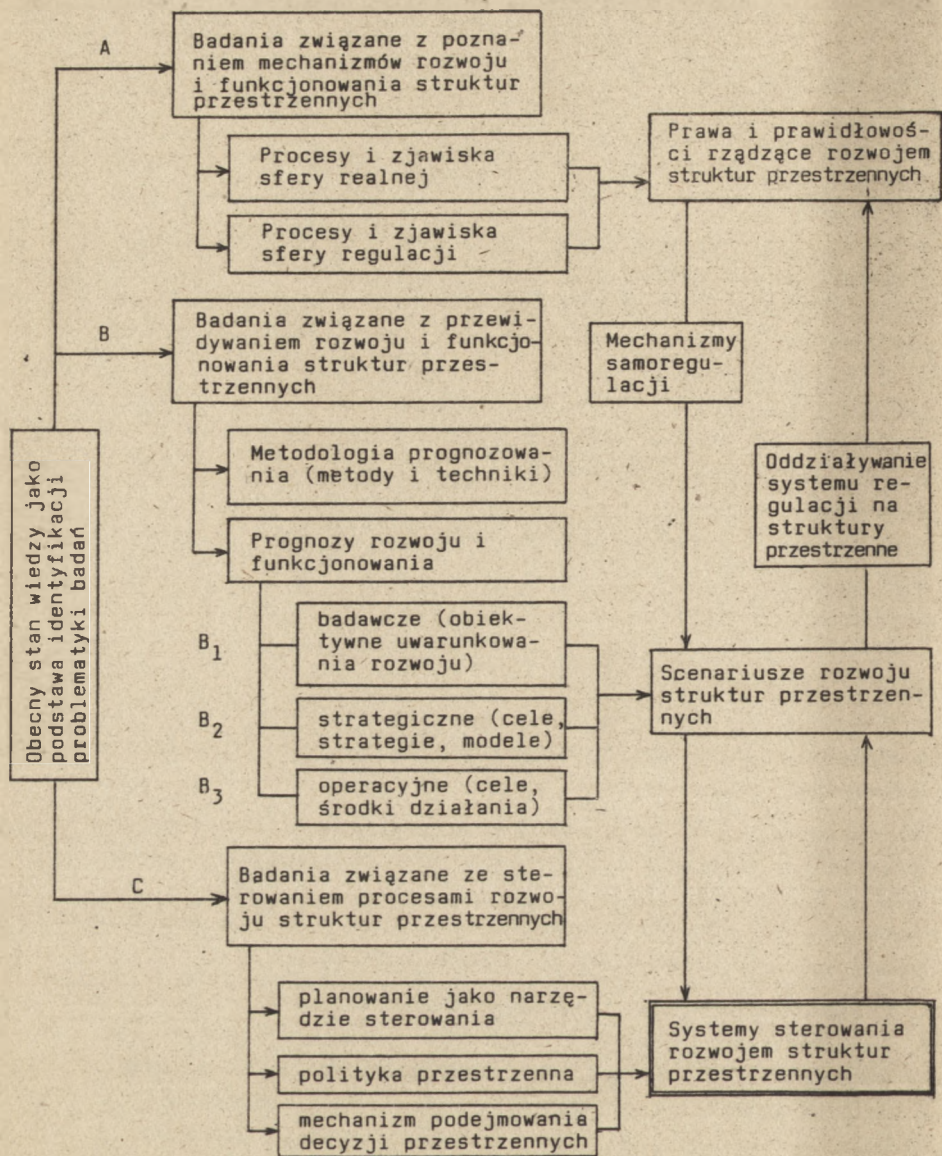 A
Badania związane z pozna-
niem mechanizmów rozwoju
i funkcjonowania struktur
przestrzennych
Procesy i zjawiska
sfery realnej
Procesy i zjawiska
sfery regulacji
Prawa i prawidłowoś-
ci rządzące rozwojem
struktur przestrzennych
B
Badania związane z przewi-
dywaniem rozwoju i funkcjo-
nowania struktur przes-
trzennych
Mechanizmy
samoregu-
lacji
Metodologia prognozowa-
nia (metody i techniki)
Prognozy rozwoju i
funkcjonowania
Oddziaływanie
systemu re-
gulacji na
struktury
przestrzenne
Obecny stan wiedzy jako
podstawa identyfikacji
problematyki badań
B1
badawcze (obiek-
tywne uwarunkowa-
nia rozwoju)
B2
strategiczne (cele,
strategie, modele)
B3
operacyjne (cele,
środki działania)
Scenariusze rozwoju
struktur przestrzen-
nych
C
Badania związane ze ste-
rowaniem procesami rozwo-
ju struktur przestrzennych
planowanie jako narzę-
dzie sterowania
polityka przestrzenna
mechanizm podejmowania
decyzji przestrzennych
Systemy sterowania
rozwojem struktur
przestrzennych